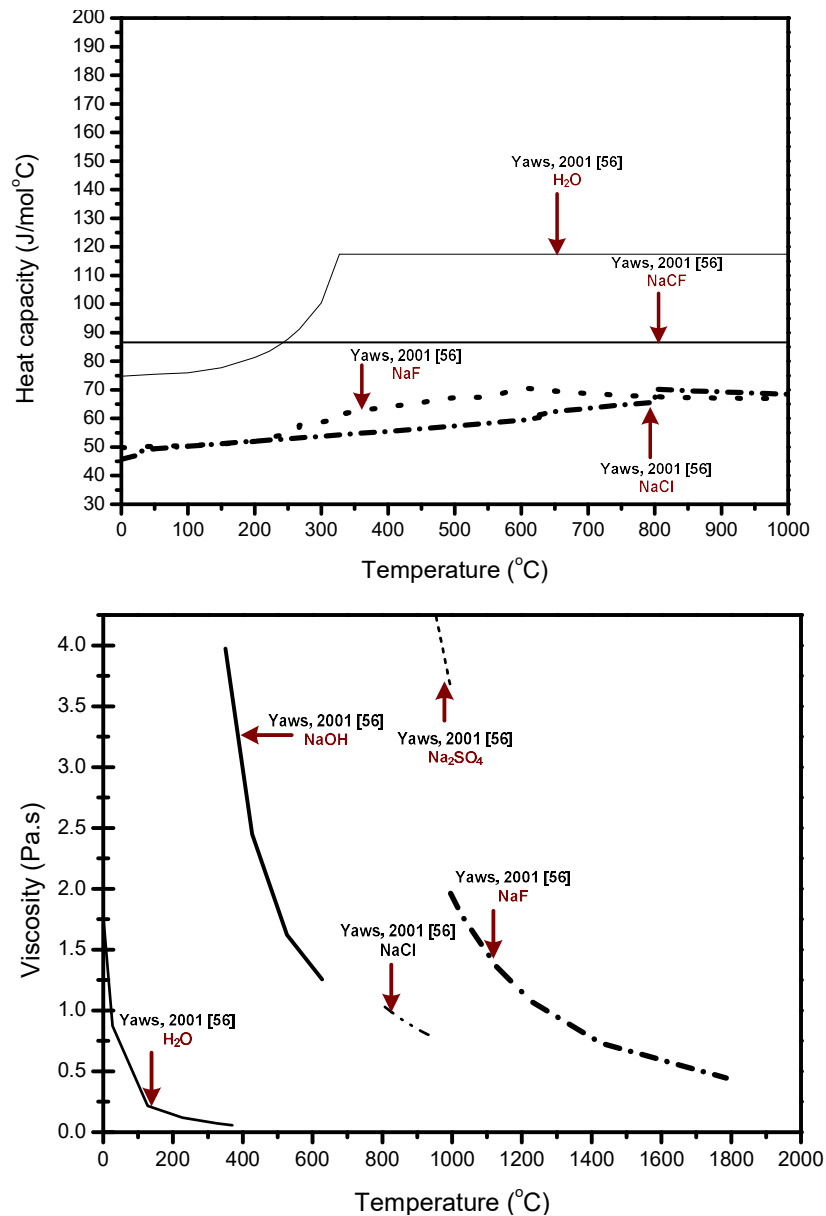 200
190
180
170
160
150
140
130
120
110
100
90
80
70
60
50
40
30
Heat capacity (J/mol°C)
Yaws, 2001 [56]
H₂O
Yaws, 2001 [56]
NaCF
Yaws, 2001 [56]
NaF
Yaws, 2001 [56]
NaCl
0 100 200 300 400 500 600 700 800 900 1000
Temperature (°C)
4.0
3.5
3.0
2.5
2.0
1.5
1.0
0.5
0.0
Viscosity (Pa.s)
Yaws, 2001 [56]
NaOH
Yaws, 2001 [56]
Na₂SO₄
Yaws, 2001 [56]
NaF
Yaws, 2001 [56]
NaCl
Yaws, 2001 [56]
H₂O
0 200 400 600 800 1000 1200 1400 1600 1800 2000
Temperature (°C)